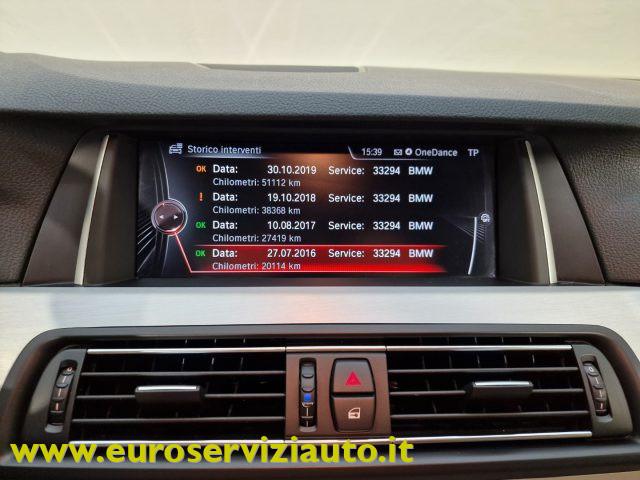 Storico interventi 15:39 OneDance TP
OK Data: 30.10.2019 Service: 33294 BMW
Chilometri: 51112 km
! Data: 19.10.2018 Service: 33294 BMW
Chilometri: 38368 km
OK Data: 10.08.2017 Service: 33294 BMW
Chilometri: 27419 km
OK Data: 27.07.2016 Service: 33294 BMW
Chilometri: 20114 km
www.euroserviziauto.it